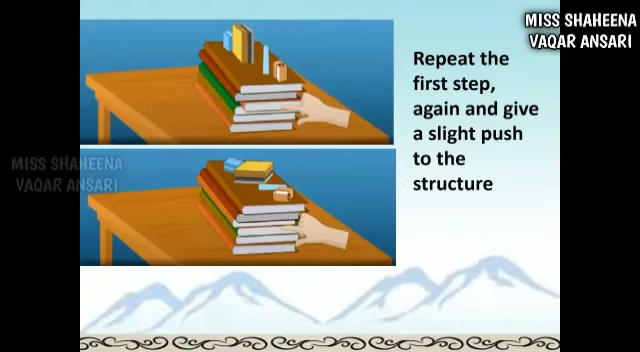 MISS SHAHEENA
VAQAR ANSARI
Repeat the
first step,
again and give
a slight push
to the
structure
MISS SHAHEENA
VAQAR ANSARI